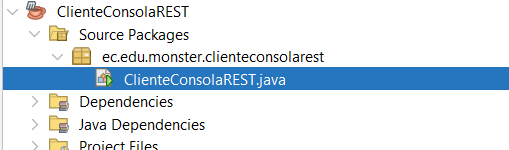 ClienteConsolaREST
Source Packages
ec.edu.monster.clienteconsolarest
ClienteConsolaREST.java
Dependencies
Java Dependencies
Project Files